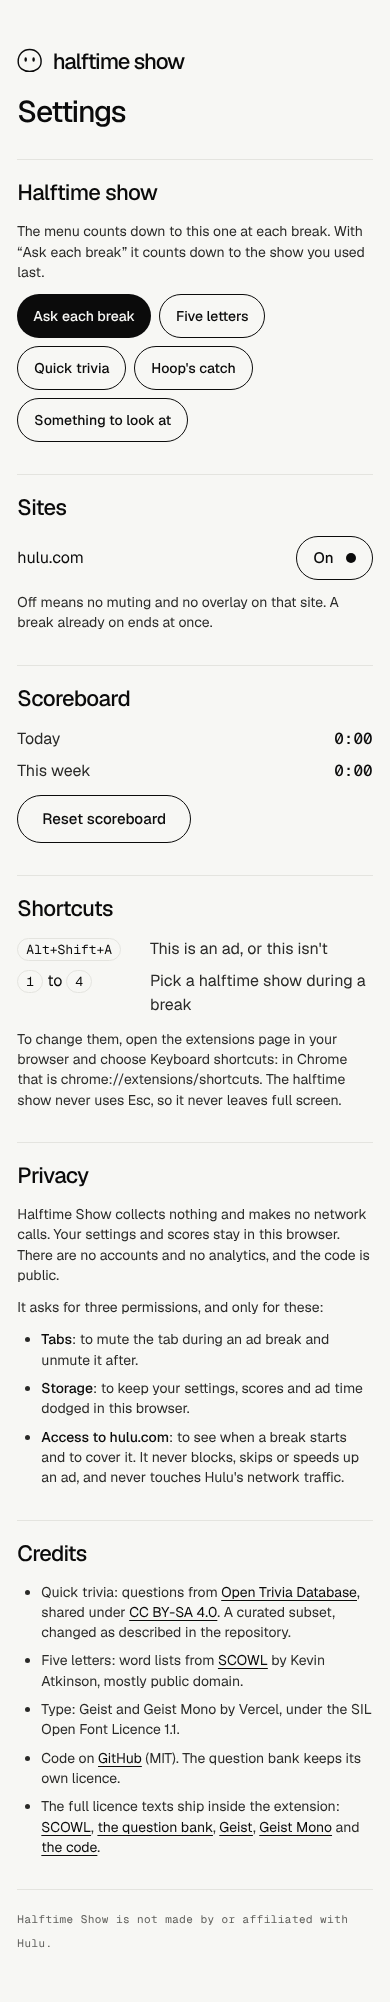 halftime show
Settings
Halftime show
The menu counts down to this one at each break. With
“Ask each break” it counts down to the show you used
last.
Ask each break
Five letters
Quick trivia
Hoop's catch
Something to look at
Sites
hulu.com
On
Off means no muting and no overlay on that site. A
break already on ends at once.
Scoreboard
Today 0:00
This week 0:00
Reset scoreboard
Shortcuts
Alt+Shift+A This is an ad, or this isn't
1 to 4 Pick a halftime show during a
break
To change them, open the extensions page in your
browser and choose Keyboard shortcuts: in Chrome
that is chrome://extensions/shortcuts. The halftime
show never uses Esc, so it never leaves full screen.
Privacy
Halftime Show collects nothing and makes no network
calls. Your settings and scores stay in this browser.
There are no accounts and no analytics, and the code is
public.
It asks for three permissions, and only for these:
• Tabs: to mute the tab during an ad break and
unmute it after.
• Storage: to keep your settings, scores and ad time
dodged in this browser.
• Access to hulu.com: to see when a break starts
and to cover it. It never blocks, skips or speeds up
an ad, and never touches Hulu's network traffic.
Credits
• Quick trivia: questions from Open Trivia Database,
shared under CC BY-SA 4.0. A curated subset,
changed as described in the repository.
• Five letters: word lists from SCOWL by Kevin
Atkinson, mostly public domain.
• Type: Geist and Geist Mono by Vercel, under the SIL
Open Font Licence 1.1.
• Code on GitHub (MIT). The question bank keeps its
own licence.
• The full licence texts ship inside the extension:
SCOWL, the question bank, Geist, Geist Mono and
the code.
Halftime Show is not made by or affiliated with
Hulu.